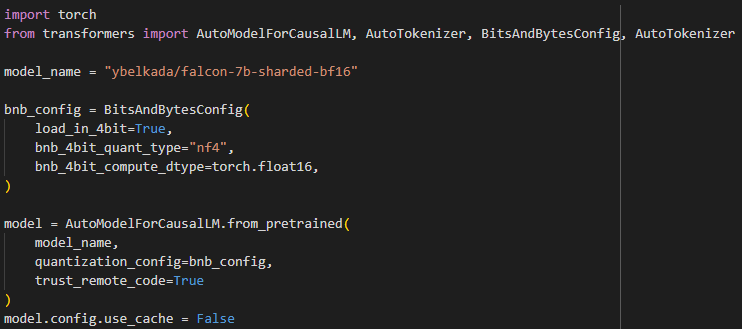 import torch
from transformers import AutoModelForCausalLM, AutoTokenizer, BitsAndBytesConfig, AutoTokenizer
model_name = "ybelkada/falcon-7b-sharded-bf16"
bnb_config = BitsAndBytesConfig(
    load_in_4bit=True,
    bnb_4bit_quant_type="nf4",
    bnb_4bit_compute_dtype=torch.float16,
)
model = AutoModelForCausalLM.from_pretrained(
    model_name,
    quantization_config=bnb_config,
    trust_remote_code=True
)
model.config.use_cache = False